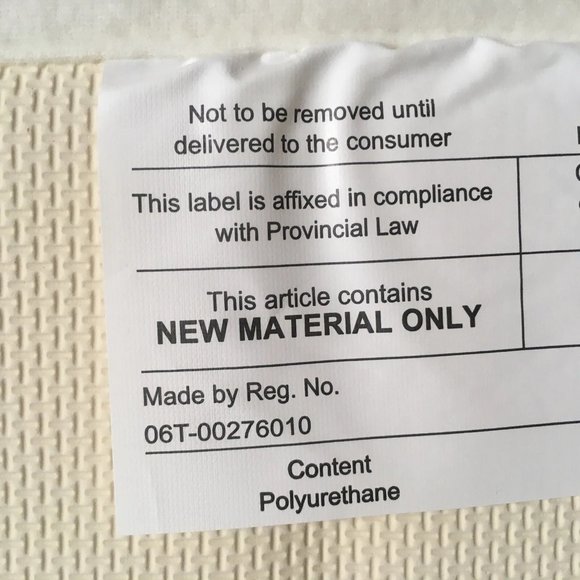 Not to be removed until
delivered to the consumer
This label is affixed in compliance
with Provincial Law
This article contains
NEW MATERIAL ONLY
Made by Reg. No.
06T-00276010
Content
Polyurethane